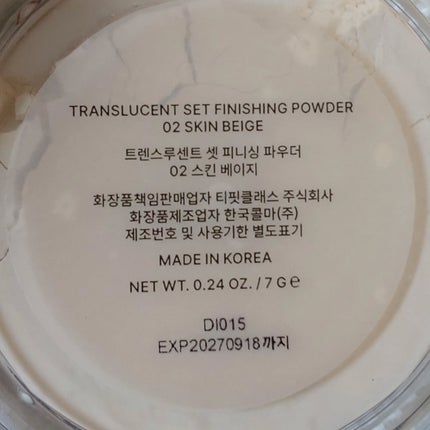 TRANSLUCENT SET FINISHING POWDER
02 SKIN BEIGE
트렌스루센트 셋 피니싱 파우더
02 스킨 베이지
화장품책임판매업자 티핏클래스 주식회사
화장품제조업자 한국콜마(주)
제조번호 및 사용기한 별도표기
MADE IN KOREA
NET WT. 0.24 OZ. / 7 G ℮
DI015
EXP20270918까지